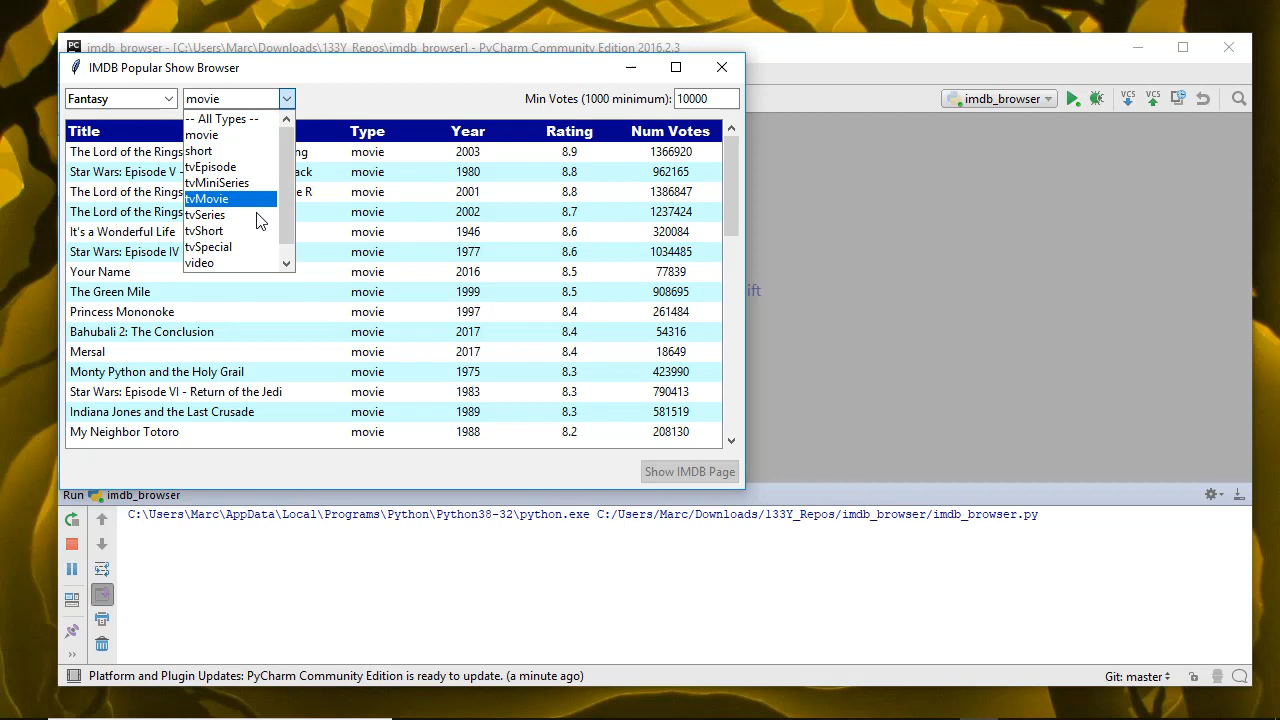 imdb_browser - [C:\Users\Marc\Downloads\133Y_Repos\imdb_browser] - PyCharm Community Edition 2016.2.3
IMDB Popular Show Browser
Fantasy movie Min Votes (1000 minimum): 10000
imdb_browser
-- All Types --
movie
short
tvEpisode
tvMiniSeries
tvMovie
tvSeries
tvShort
tvSpecial
video
Title Type Year Rating Num Votes
The Lord of the Rings ng movie 2003 8.9 1366920
Star Wars: Episode V - ack movie 1980 8.8 962165
The Lord of the Rings e R movie 2001 8.8 1386847
The Lord of the Rings movie 2002 8.7 1237424
It's a Wonderful Life movie 1946 8.6 320084
Star Wars: Episode IV movie 1977 8.6 1034485
Your Name movie 2016 8.5 77839
The Green Mile movie 1999 8.5 908695
Princess Mononoke movie 1997 8.4 261484
Bahubali 2: The Conclusion movie 2017 8.4 54316
Mersal movie 2017 8.4 18649
Monty Python and the Holy Grail movie 1975 8.3 423990
Star Wars: Episode VI - Return of the Jedi movie 1983 8.3 790413
Indiana Jones and the Last Crusade movie 1989 8.3 581519
My Neighbor Totoro movie 1988 8.2 208130
ift
Show IMDB Page
Run imdb_browser
C:\Users\Marc\AppData\Local\Programs\Python\Python38-32\python.exe C:/Users/Marc/Downloads/133Y_Repos/imdb_browser/imdb_browser.py
Platform and Plugin Updates: PyCharm Community Edition is ready to update. (a minute ago) Git: master